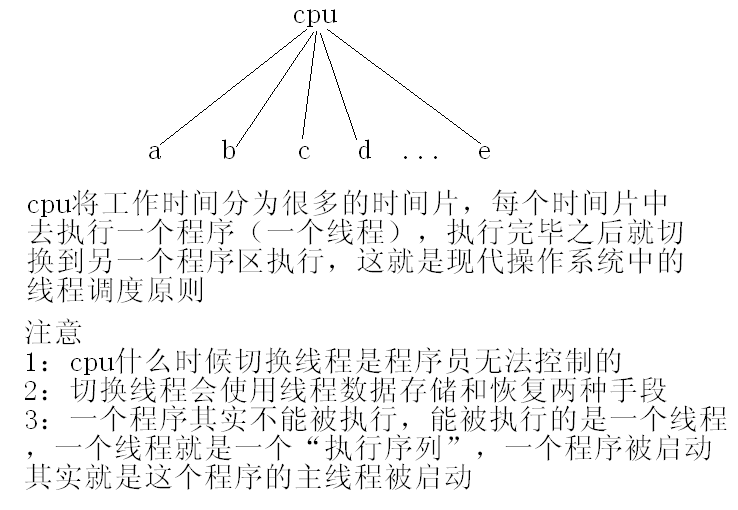 cpu
a b c d ... e
cpu将工作时间分为很多的时间片，每个时间片中
去执行一个程序（一个线程），执行完毕之后就切
换到另一个程序区执行，这就是现代操作系统中的
线程调度原则
注意
1：cpu什么时候切换线程是程序员无法控制的
2：切换线程会使用线程数据存储和恢复两种手段
3：一个程序其实不能被执行，能被执行的是一个线程
，一个线程就是一个“执行序列”，一个程序被启动
其实就是这个程序的主线程被启动